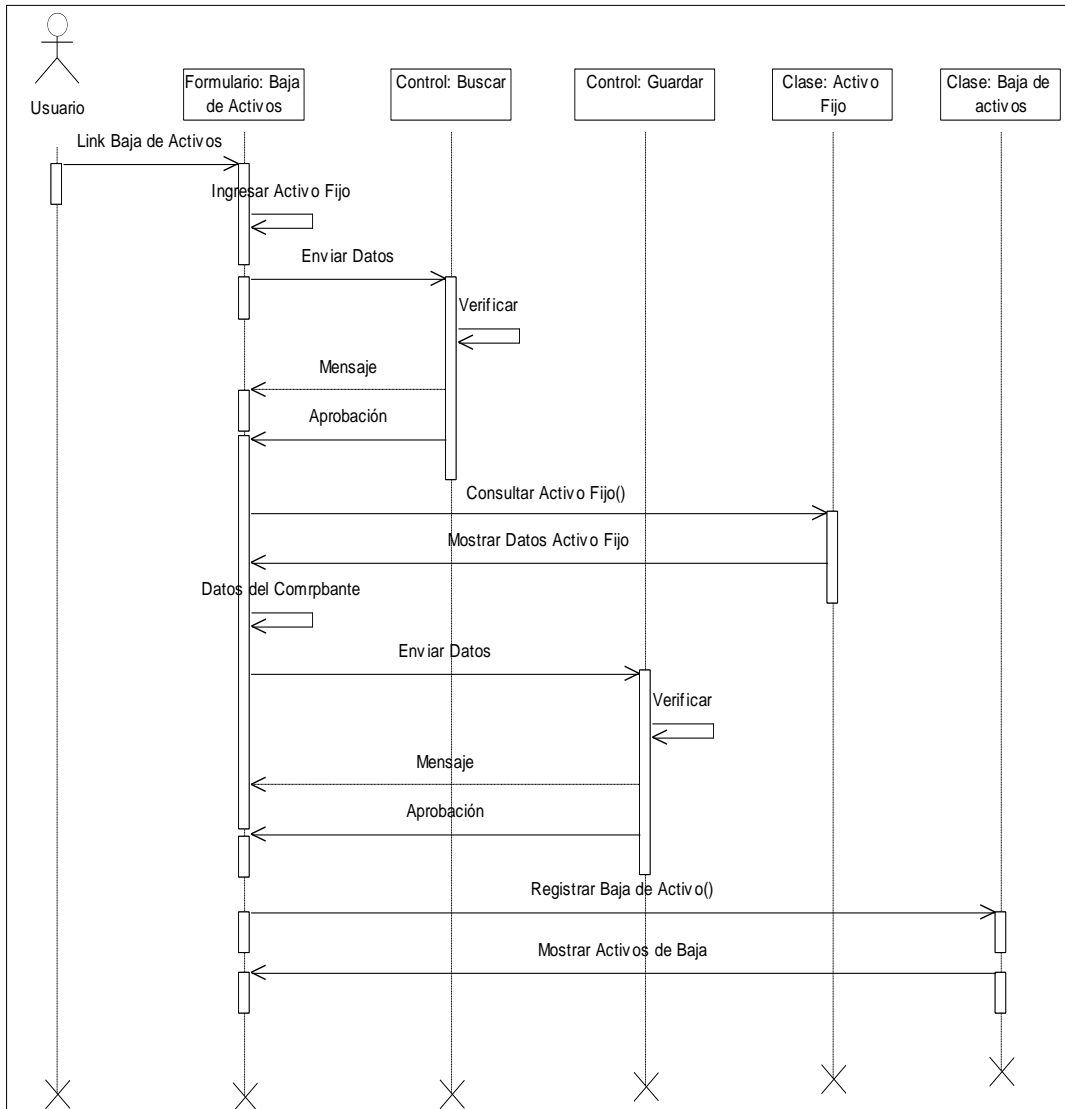 Usuario
Formulario: Baja
de Activos
Control: Buscar
Control: Guardar
Clase: Activo
Fijo
Clase: Baja de
activos
Link Baja de Activos
Ingresar Activo Fijo
Enviar Datos
Verificar
Mensaje
Aprobación
Consultar Activo Fijo()
Mostrar Datos Activo Fijo
Datos del Comrpbante
Enviar Datos
Verificar
Mensaje
Aprobación
Registrar Baja de Activo()
Mostrar Activos de Baja